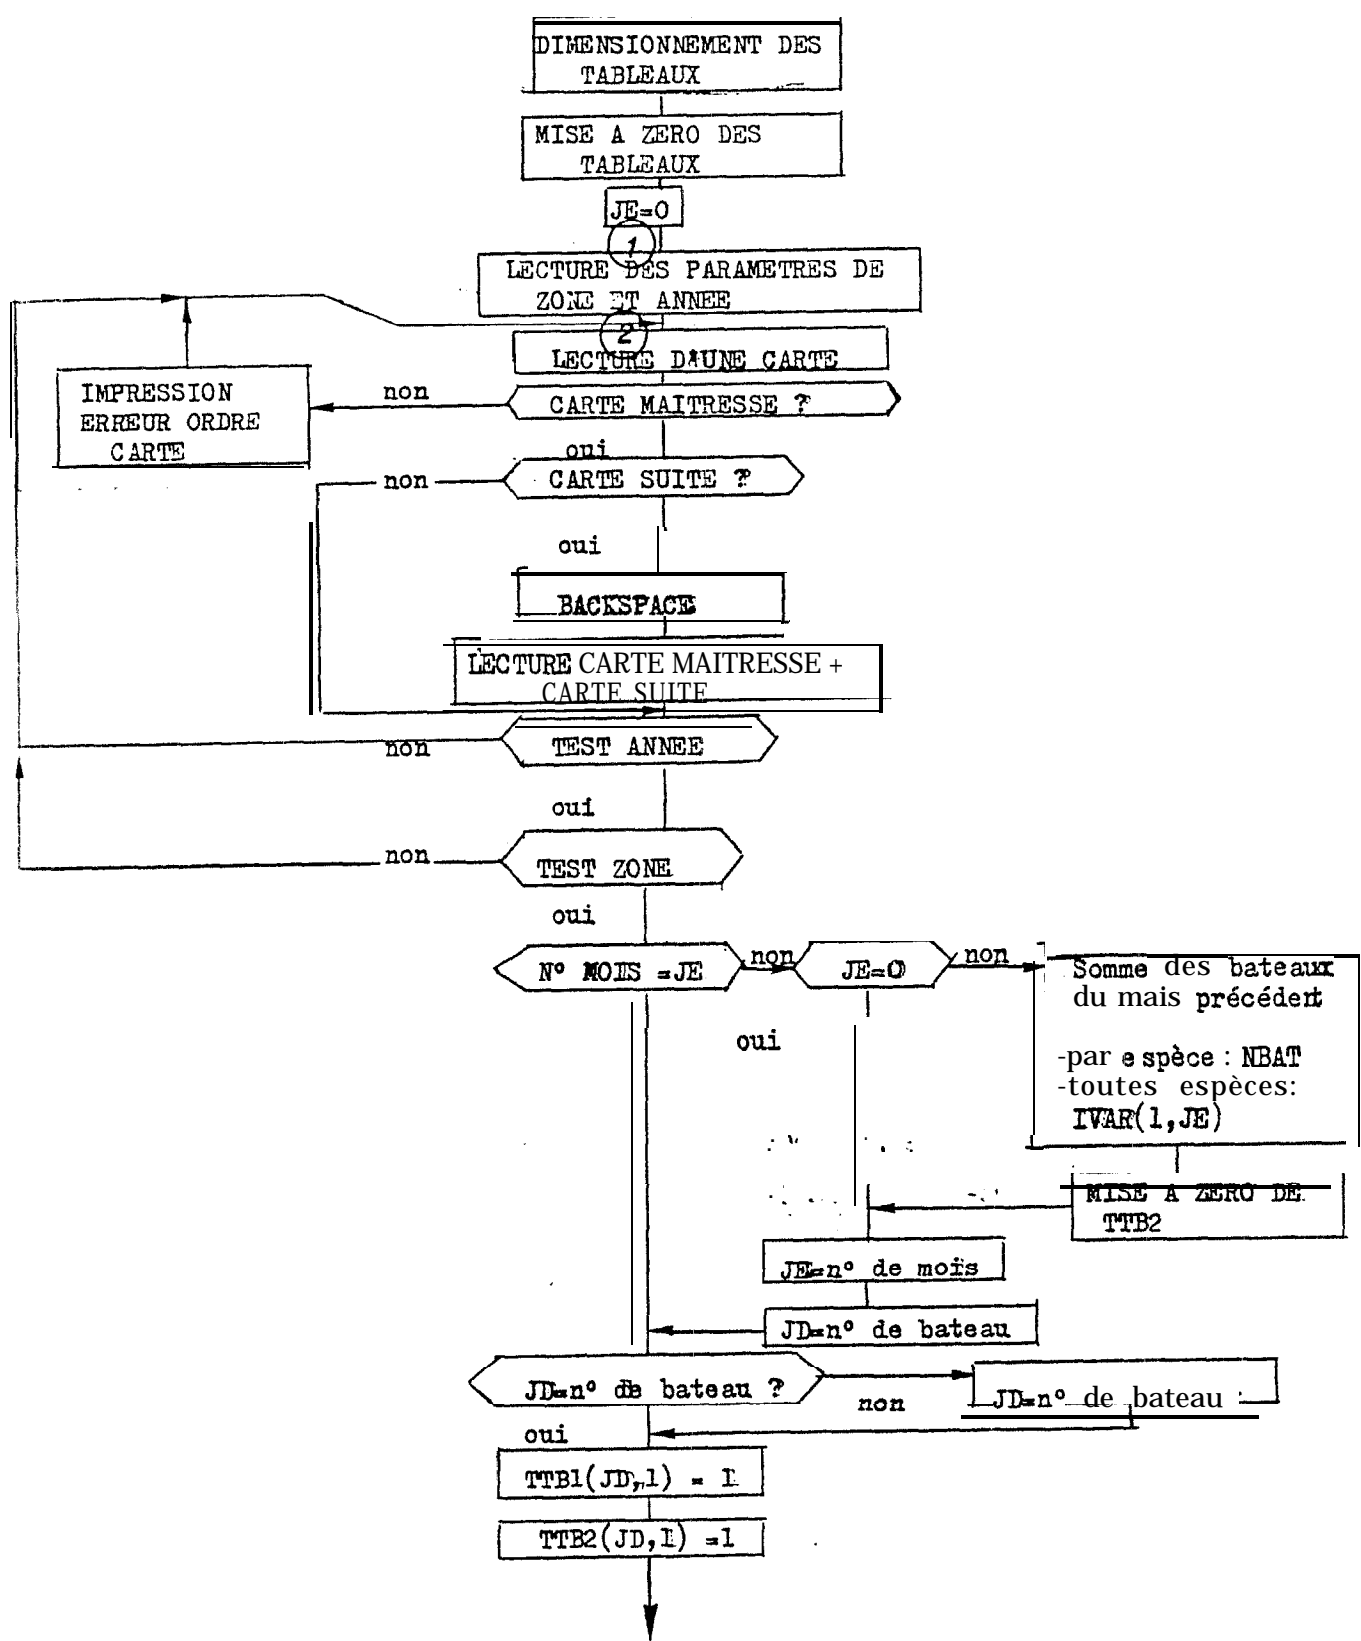 DIMENSIONNEMENT DES
TABLEAUX
MISE A ZERO DES
TABLEAUX
JE=0
1
LECTURE DES PARAMETRES DE
ZONE ET ANNEE
2
LECTURE D'UNE CARTE
CARTE MAITRESSE ?
non
IMPRESSION
ERREUR ORDRE
CARTE
oui
CARTE SUITE ?
non
oui
BACKSPACE
LECTURE CARTE MAITRESSE +
CARTE SUITE
TEST ANNEE
non
oui
TEST ZONE
non
oui
N° MOIS =JE
non
JE=0
non
Somme des bateaux
du mais précédent
-par espèce : NBAT
-toutes espèces:
IVAR(1,JE)
oui
MISE A ZERO DE
TTB2
JE=n° de mois
JD=n° de bateau
JD=n° de bateau ?
non
JD=n° de bateau
oui
TTB1(JD,1) = 1
TTB2(JD,1) =1